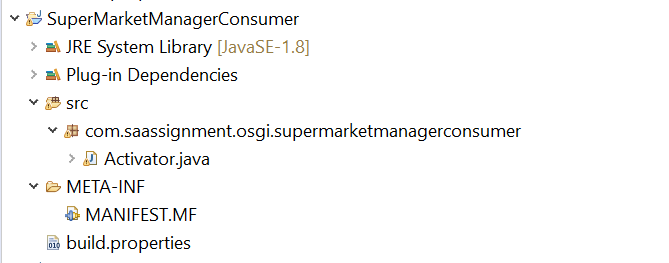 SuperMarketManagerConsumer
JRE System Library [JavaSE-1.8]
Plug-in Dependencies
src
com.saassignment.osgi.supermarketmanagerconsumer
Activator.java
META-INF
MANIFEST.MF
build.properties